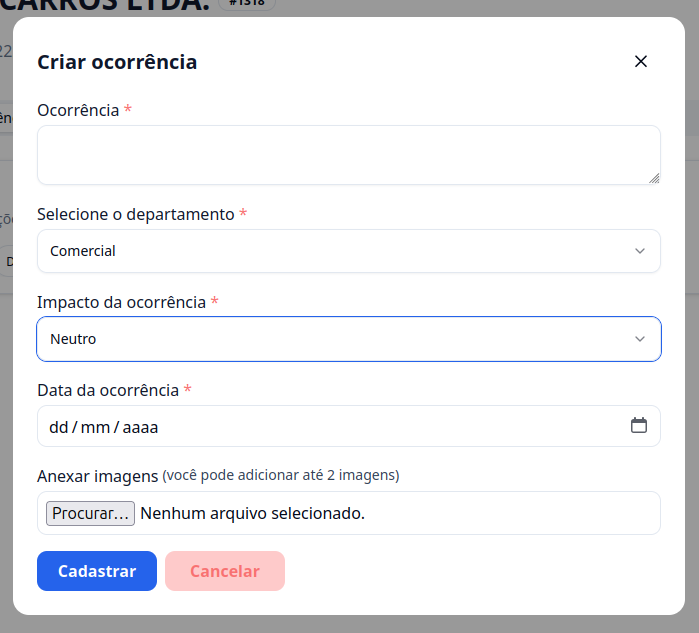 CARROS LTDA. #1318
22
Criar ocorrência
Ocorrência *
Selecione o departamento *
Comercial
Impacto da ocorrência *
Neutro
Data da ocorrência *
dd / mm / aaaa
Anexar imagens (você pode adicionar até 2 imagens)
Procurar... Nenhum arquivo selecionado.
Cadastrar Cancelar